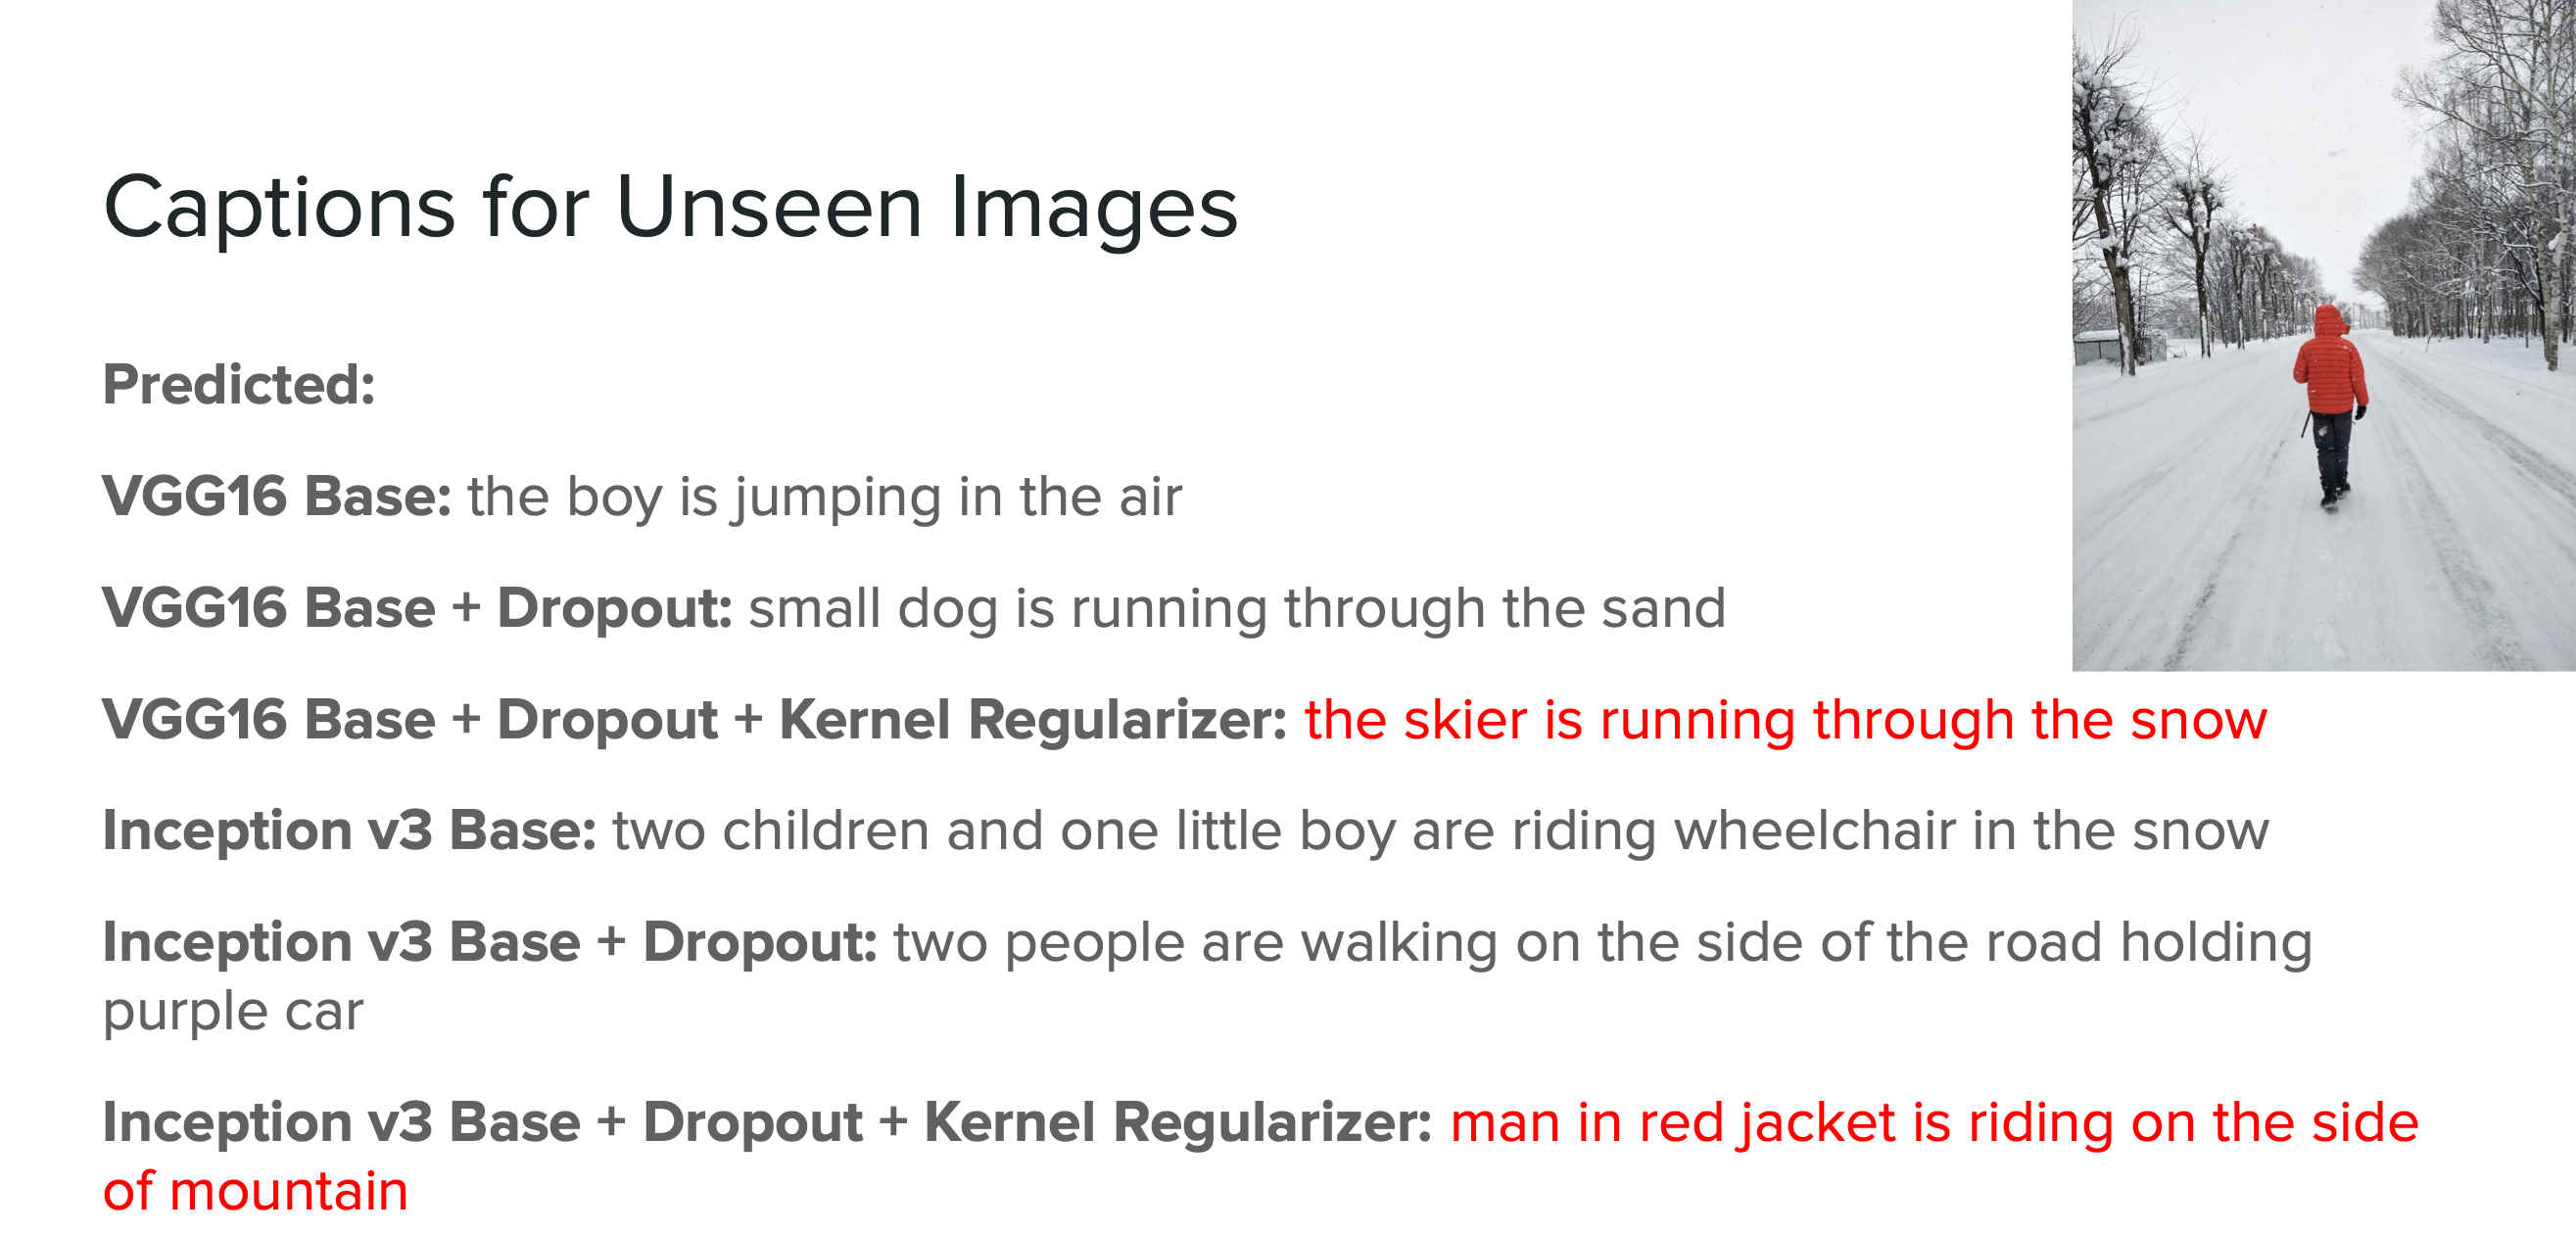 Captions for Unseen Images
Predicted:
VGG16 Base: the boy is jumping in the air
VGG16 Base + Dropout: small dog is running through the sand
VGG16 Base + Dropout + Kernel Regularizer: the skier is running through the snow
Inception v3 Base: two children and one little boy are riding wheelchair in the snow
Inception v3 Base + Dropout: two people are walking on the side of the road holding
purple car
Inception v3 Base + Dropout + Kernel Regularizer: man in red jacket is riding on the side
of mountain